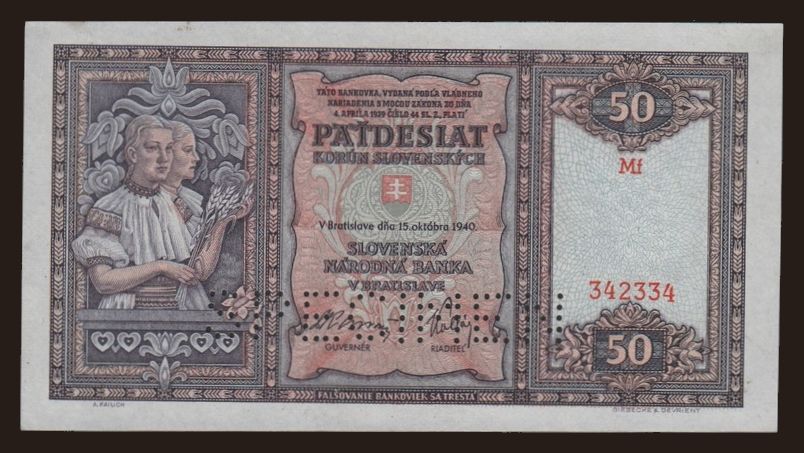 TÁTO BANKOVKA, VYDANÁ PODĽA VLÁDNEHO
NARIADENIA S MOCOU ZÁKONA ZO DŇA
4. APRÍLA 1939 ČÍSLO 44 SL. Z., PLATÍ
PÄŤDESIAT
KORÚN SLOVENSKÝCH
V Bratislave dňa 15. októbra 1940.
SLOVENSKÁ
NÁRODNÁ BANKA
V BRATISLAVE
GUVERNÉR RIADITEĽ
FALŠOVANIE BANKOVIEK SA TRESTÁ
50
Mf
342334
50
GIESECKE & DEVRIENT